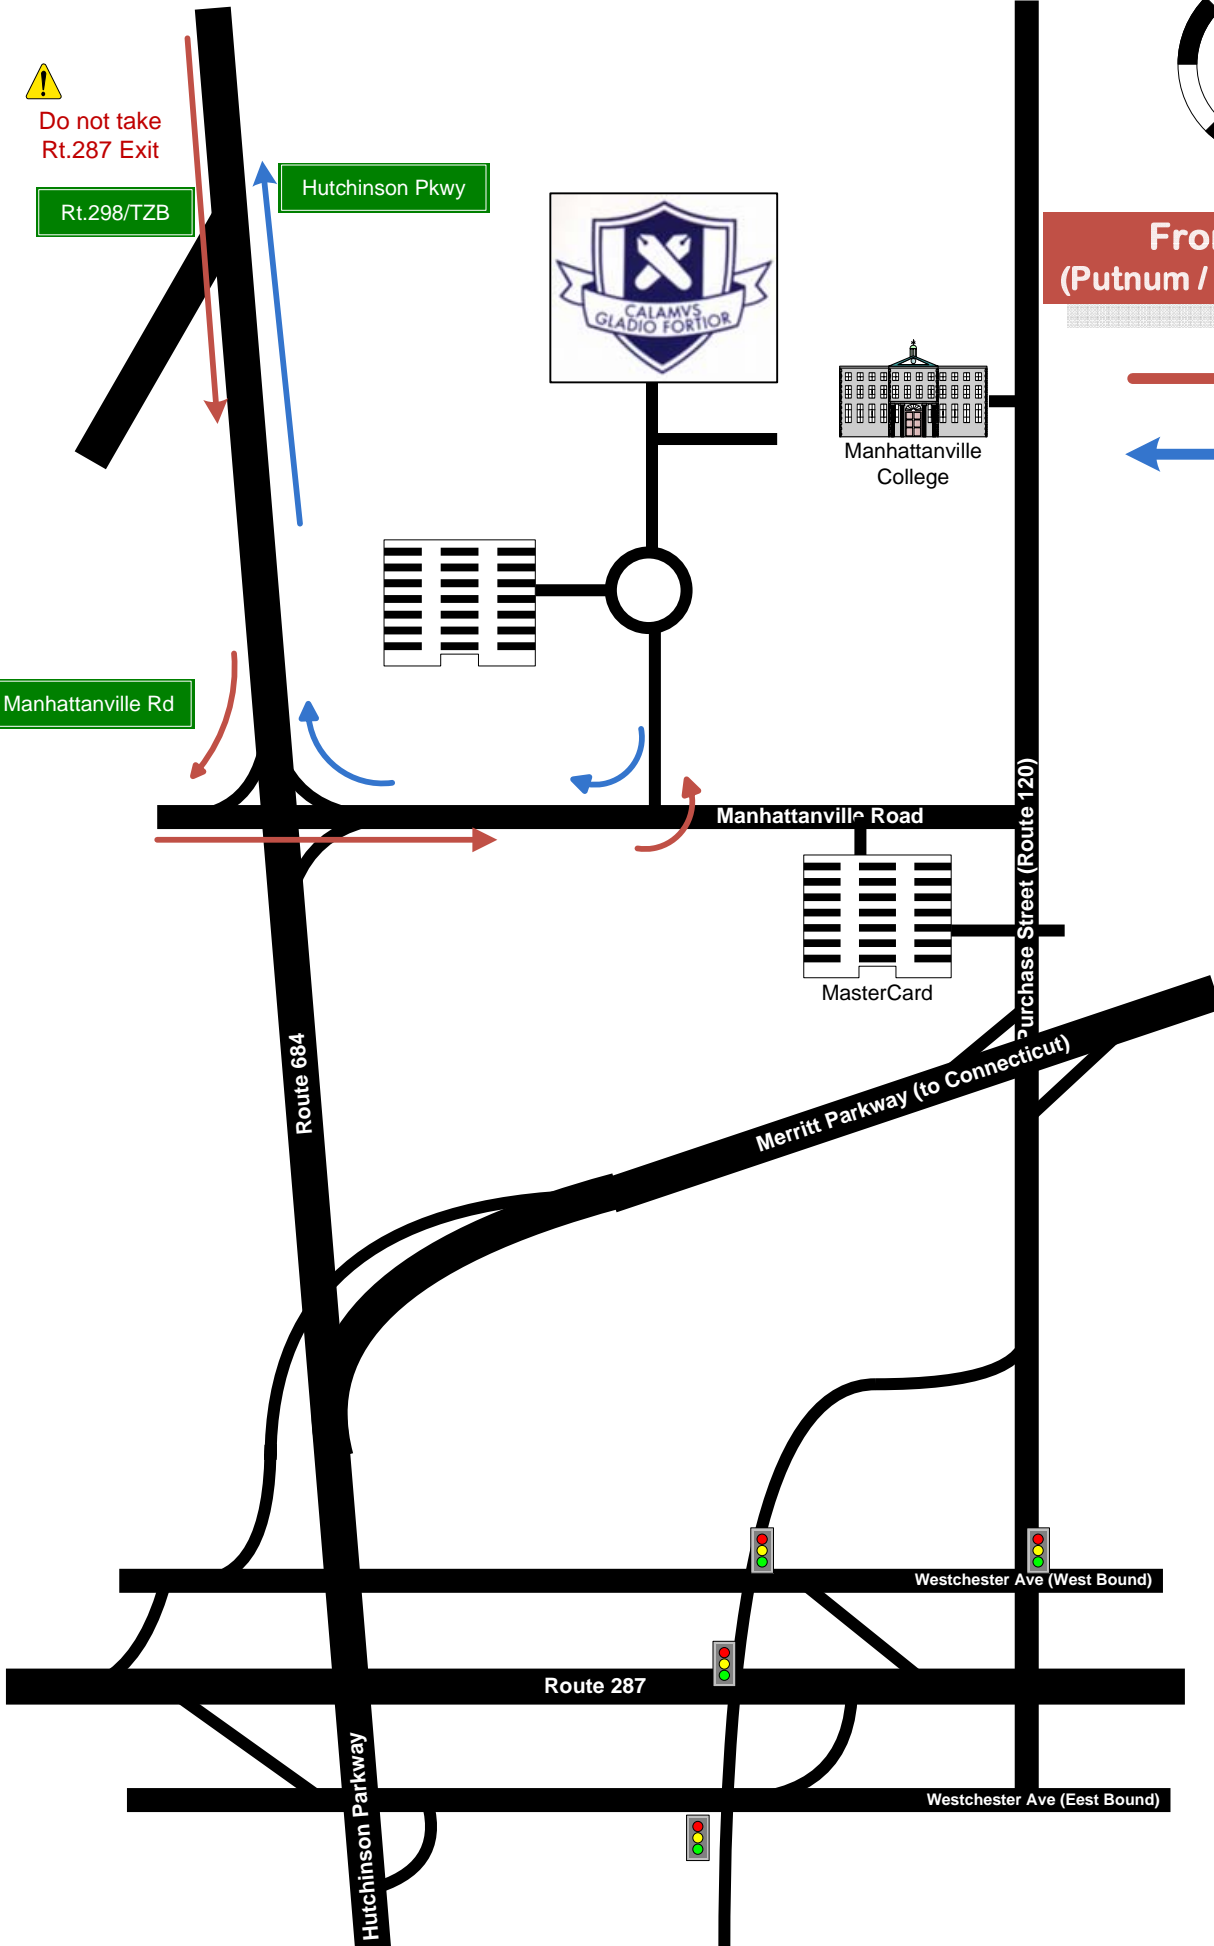 Do not take
Rt.287 Exit
Rt.298/TZB
Hutchinson Pkwy
CALAMVS
GLADIO FORTIOR
(Putnum /
Manhattanville
College
Manhattanville Rd
Manhattanville Road
Purchase Street (Route 120)
MasterCard
Route 684
Merritt Parkway (to Connecticut)
Westchester Ave (West Bound)
Route 287
Hutchinson Parkway
Westchester Ave (Eest Bound)